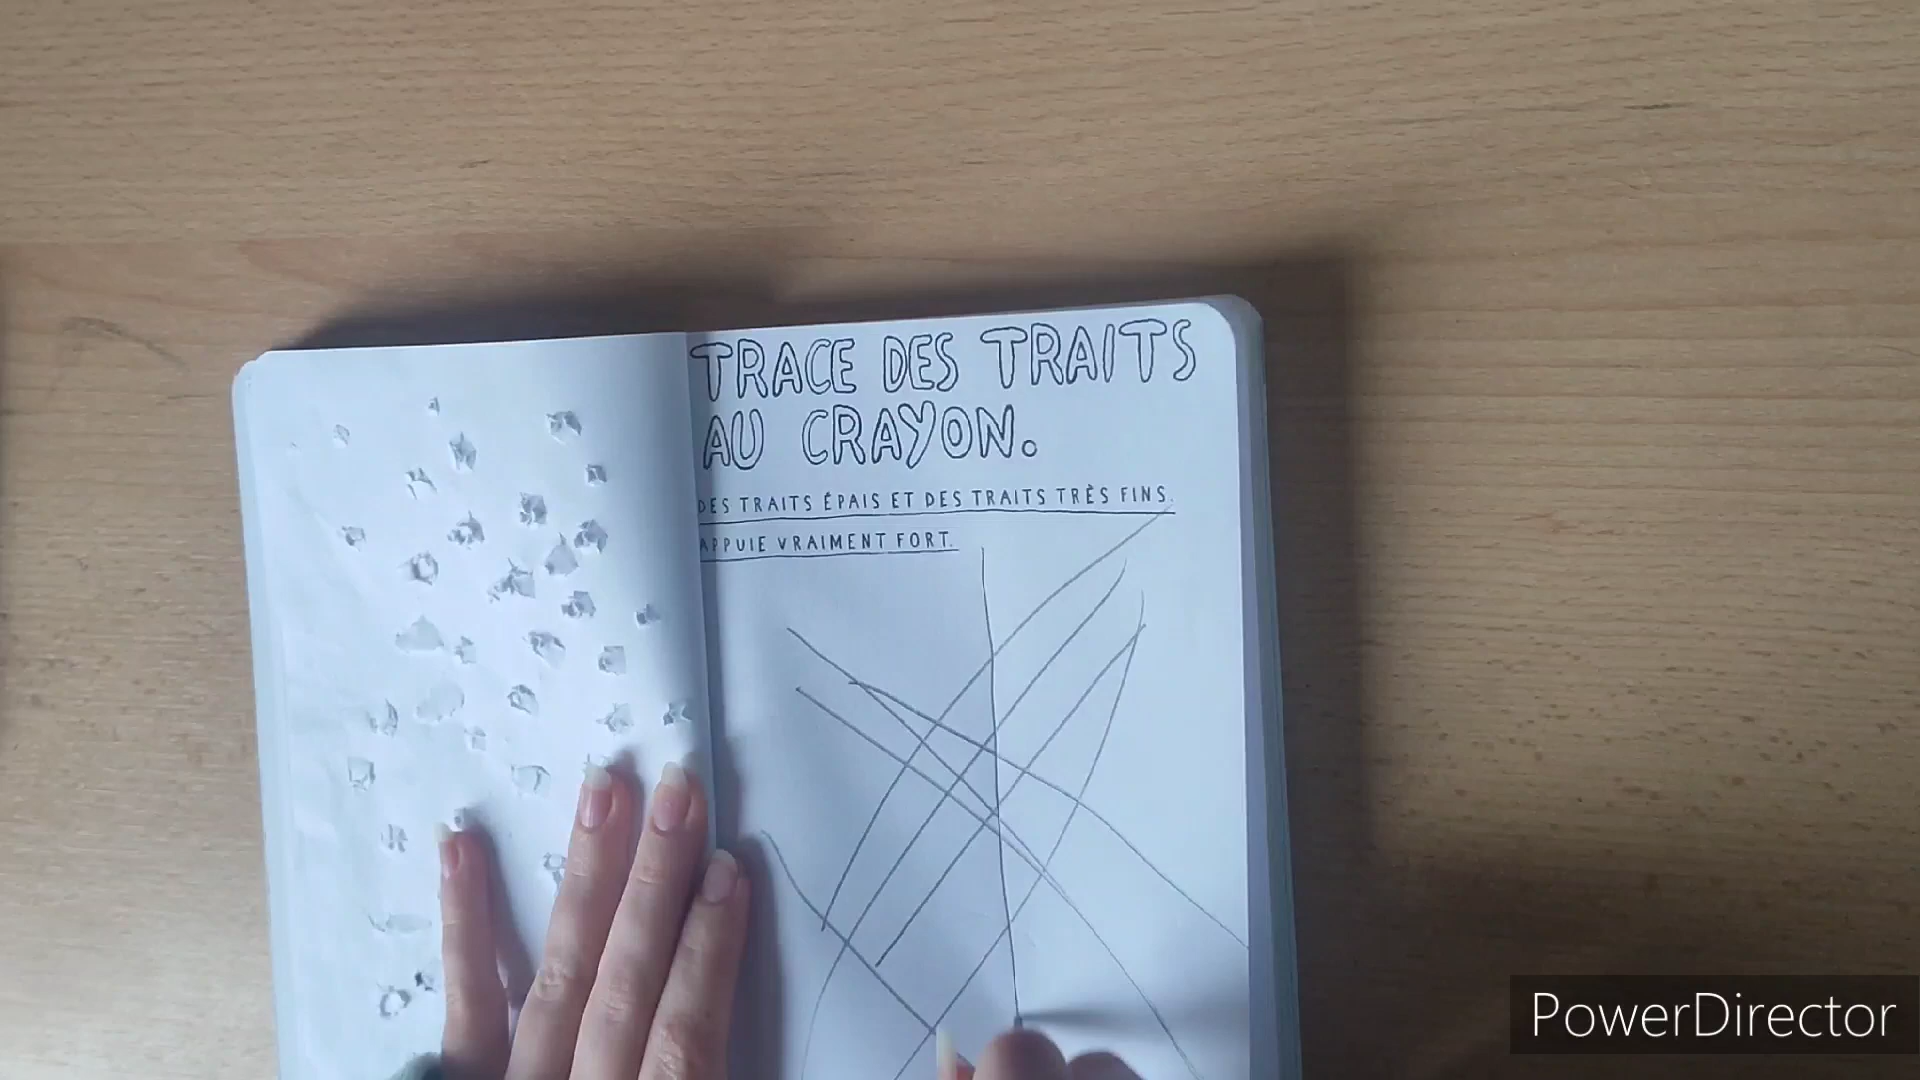 TRACE DES TRAITS
AU CRAYON.
DES TRAITS ÉPAIS ET DES TRAITS TRÈS FINS.
APPUIE VRAIMENT FORT.
PowerDirector